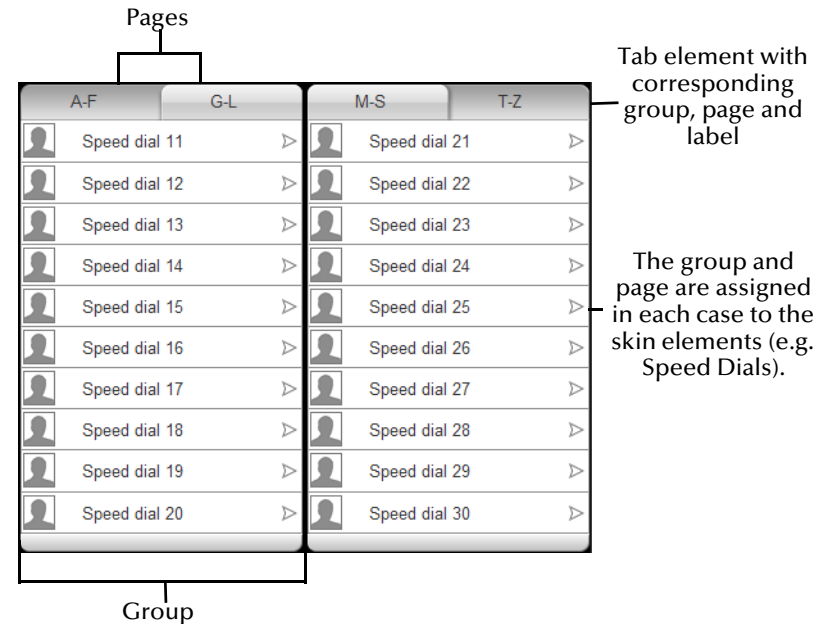 Pages
A-F
G-L
M-S
T-Z
Tab element with
corresponding
group, page and
label
Speed dial 11
Speed dial 12
Speed dial 13
Speed dial 14
Speed dial 15
Speed dial 16
Speed dial 17
Speed dial 18
Speed dial 19
Speed dial 20
Speed dial 21
Speed dial 22
Speed dial 23
Speed dial 24
Speed dial 25
Speed dial 26
Speed dial 27
Speed dial 28
Speed dial 29
Speed dial 30
The group and
page are assigned
in each case to the
skin elements (e.g.
Speed Dials).
Group